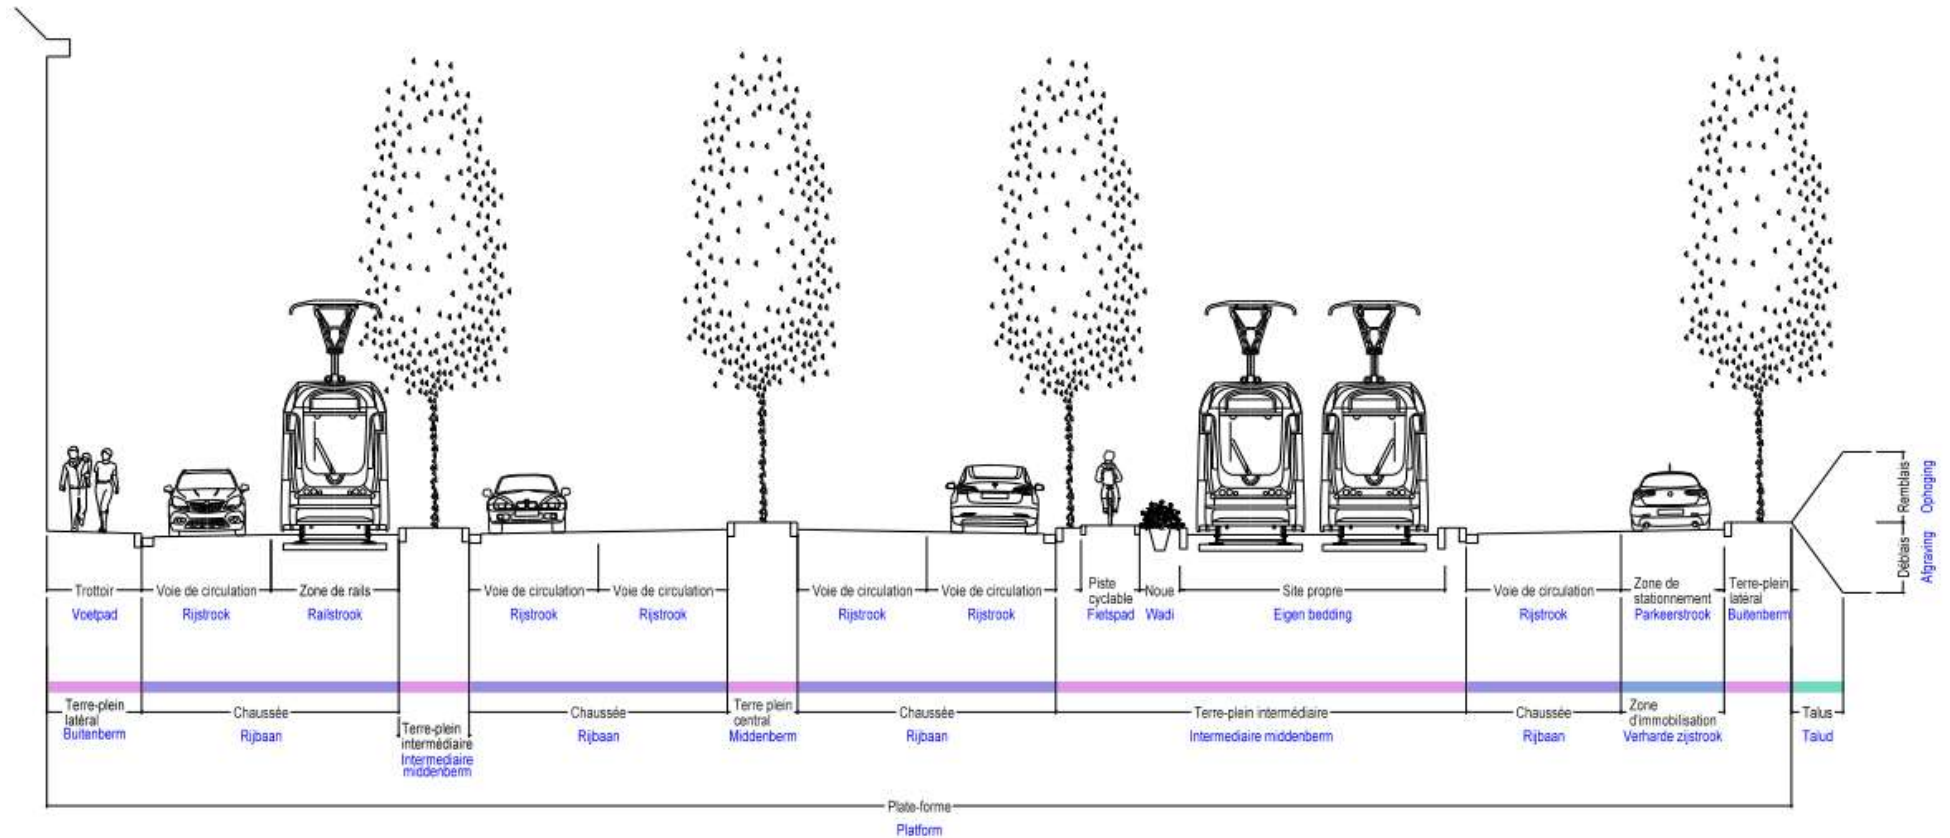 Remblais
Ophoging
Déblais
Afgraving
Trottoir
Voetpad
Voie de circulation
Rijstrook
Zone de rails
Railstrook
Voie de circulation
Rijstrook
Voie de circulation
Rijstrook
Voie de circulation
Rijstrook
Voie de circulation
Rijstrook
Piste
cyclable
Fietspad
Noue
Wadi
Site propre
Eigen bedding
Voie de circulation
Rijstrook
Zone de
stationnement
Parkeerstrook
Terre-plein
latéral
Buitenberm
Terre-plein
latéral
Buitenberm
Chaussée
Rijbaan
Terre-plein
intermédiaire
Intermediaire
middenberm
Chaussée
Rijbaan
Terre plein
central
Middenberm
Chaussée
Rijbaan
Terre-plein intermédiaire
Intermediaire middenberm
Chaussée
Rijbaan
Zone
d'immobilisation
Verharde zijstrook
Talus
Talud
Plate-forme
Platform